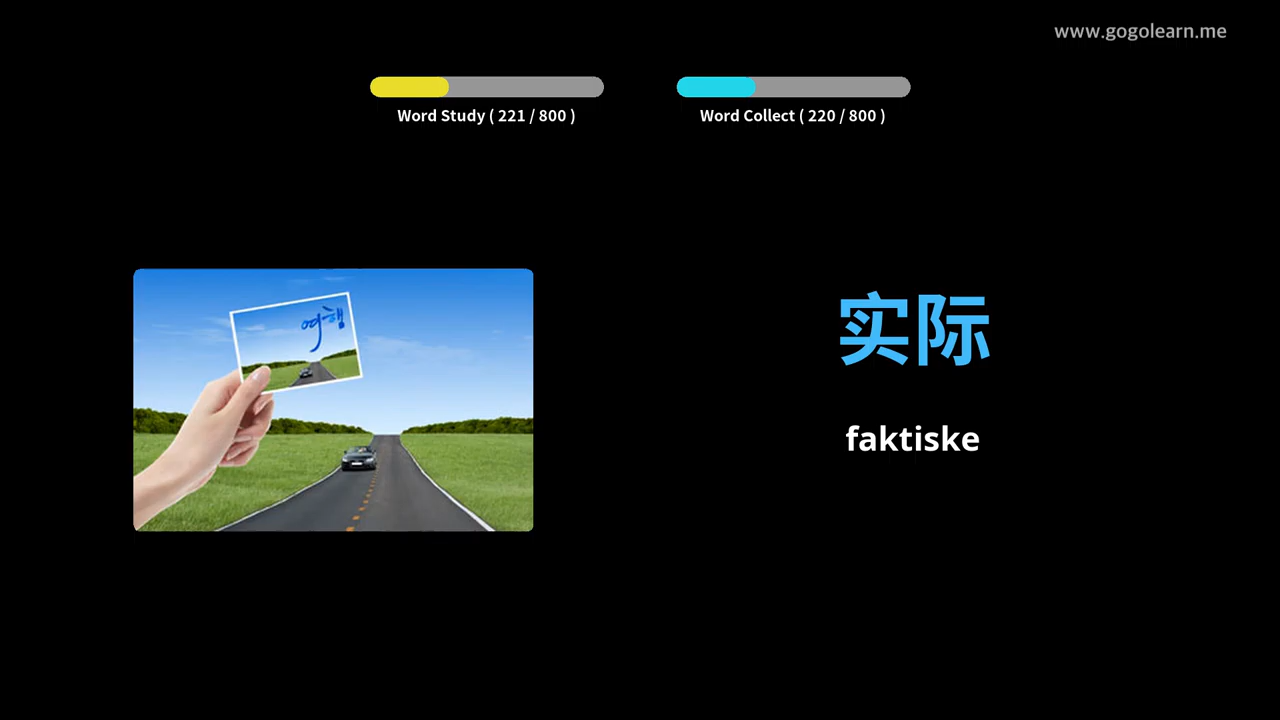 www.gogolearn.me
Word Study ( 221 / 800 )
Word Collect ( 220 / 800 )
여행
实际
faktiske